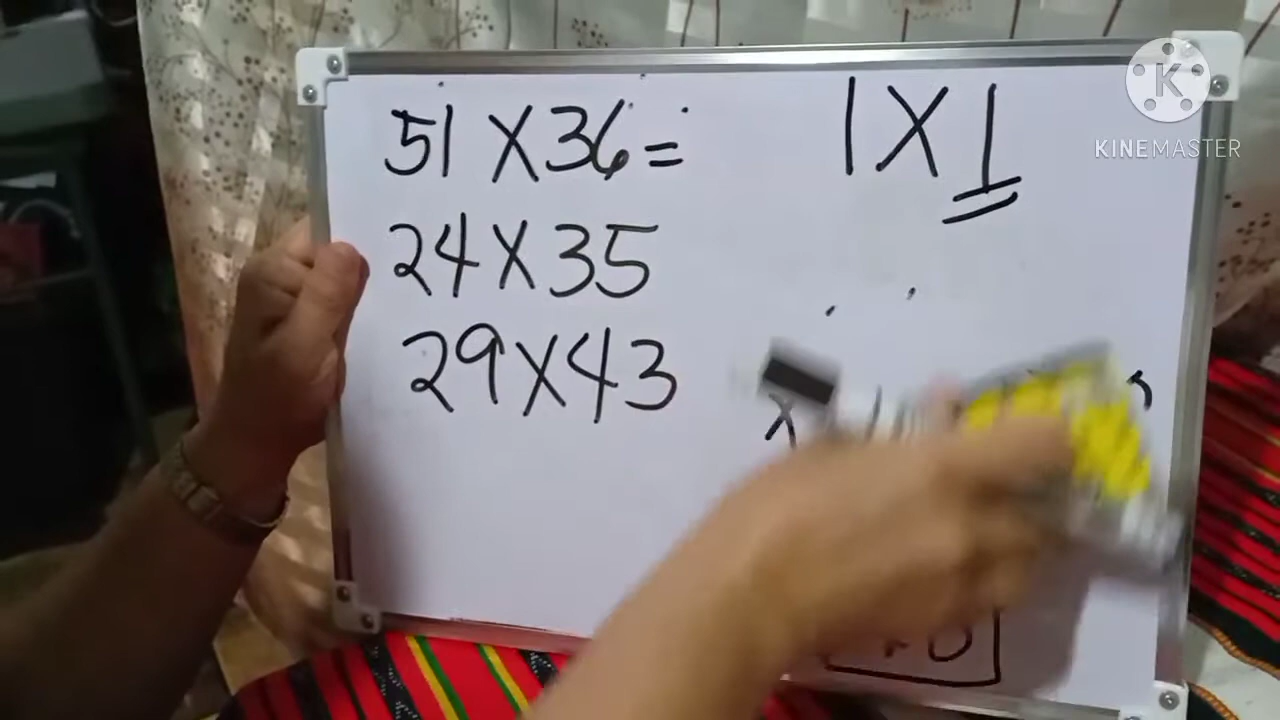 51 X 36 =
24 X 35
29 X 43
1 X 1
K
KINEMASTER